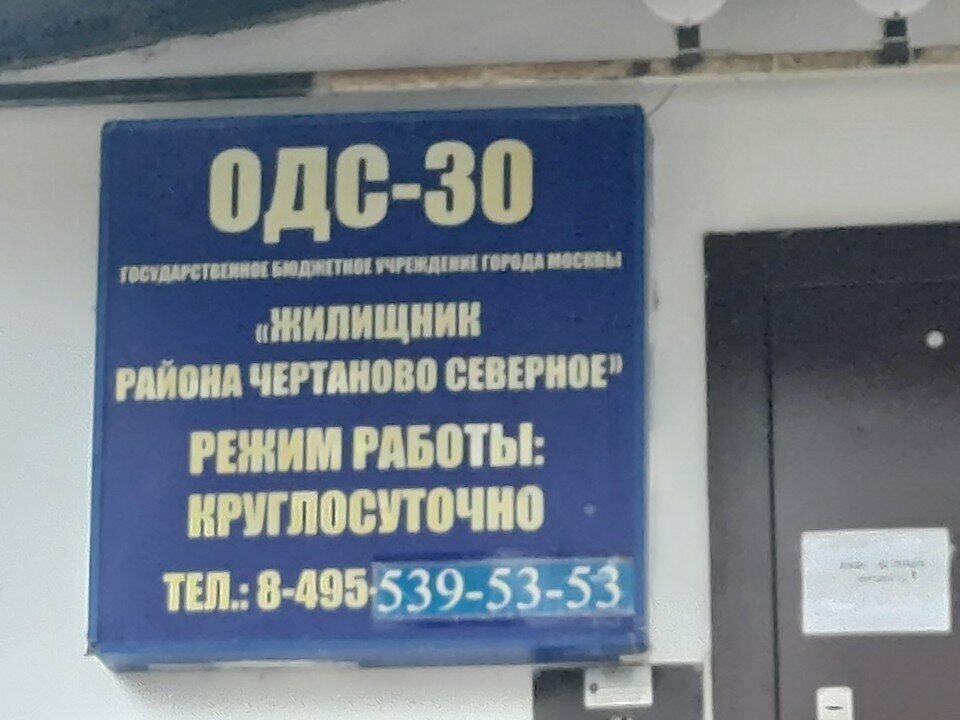 ОДС-30
ГОСУДАРСТВЕННОЕ БЮДЖЕТНОЕ УЧРЕЖДЕНИЕ ГОРОДА МОСКВЫ
«ЖИЛИЩНИК
РАЙОНА ЧЕРТАНОВО СЕВЕРНОЕ»
РЕЖИМ РАБОТЫ:
КРУГЛОСУТОЧНО
ТЕЛ.: 8-495-539-53-53